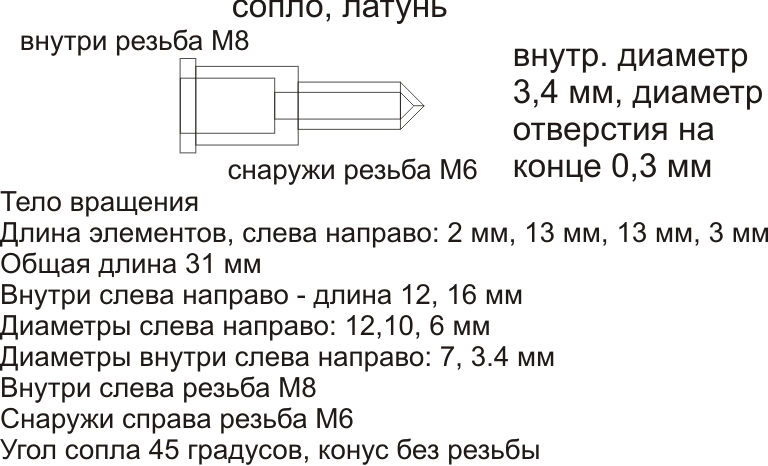 сопло, латунь
внутри резьба М8
внутр. диаметр
3,4 мм, диаметр
отверстия на
конце 0,3 мм
снаружи резьба М6
Тело вращения
Длина элементов, слева направо: 2 мм, 13 мм, 13 мм, 3 мм
Общая длина 31 мм
Внутри слева направо - длина 12, 16 мм
Диаметры слева направо: 12,10, 6 мм
Диаметры внутри слева направо: 7, 3.4 мм
Внутри слева резьба М8
Снаружи справа резьба М6
Угол сопла 45 градусов, конус без резьбы